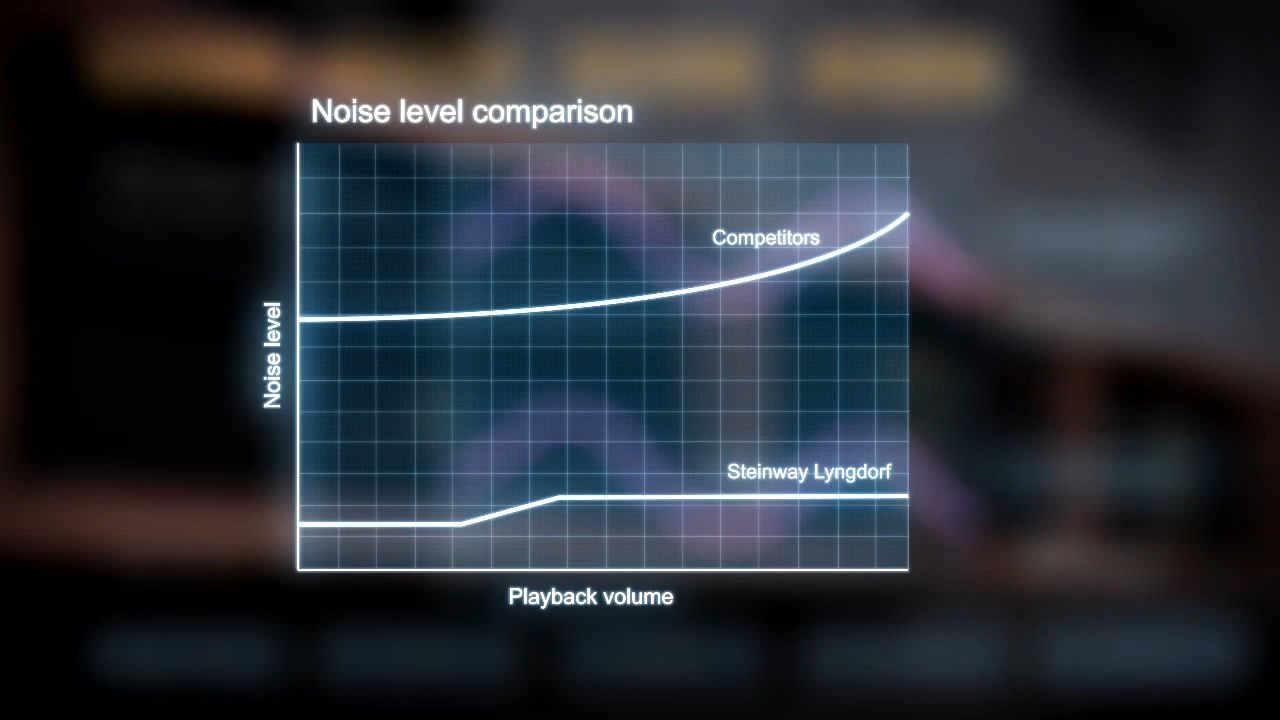 Noise level comparison
Competitors
Noise level
Steinway Lyngdorf
Playback volume